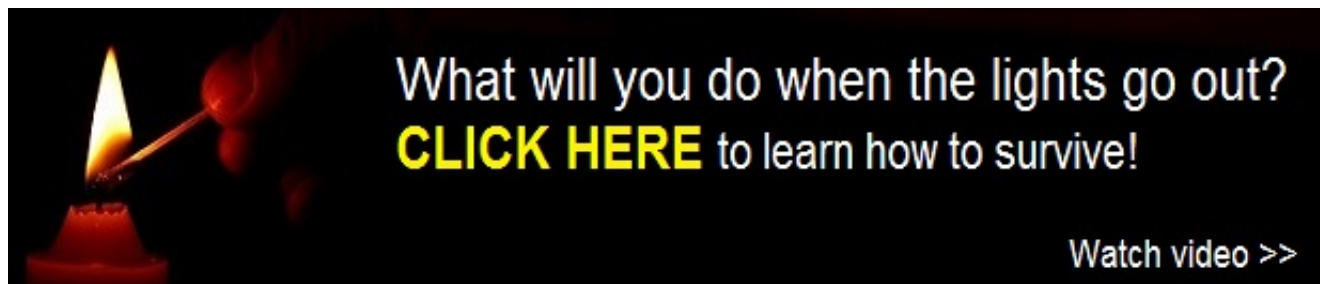 What will you do when the lights go out?
CLICK HERE to learn how to survive!
Watch video >>